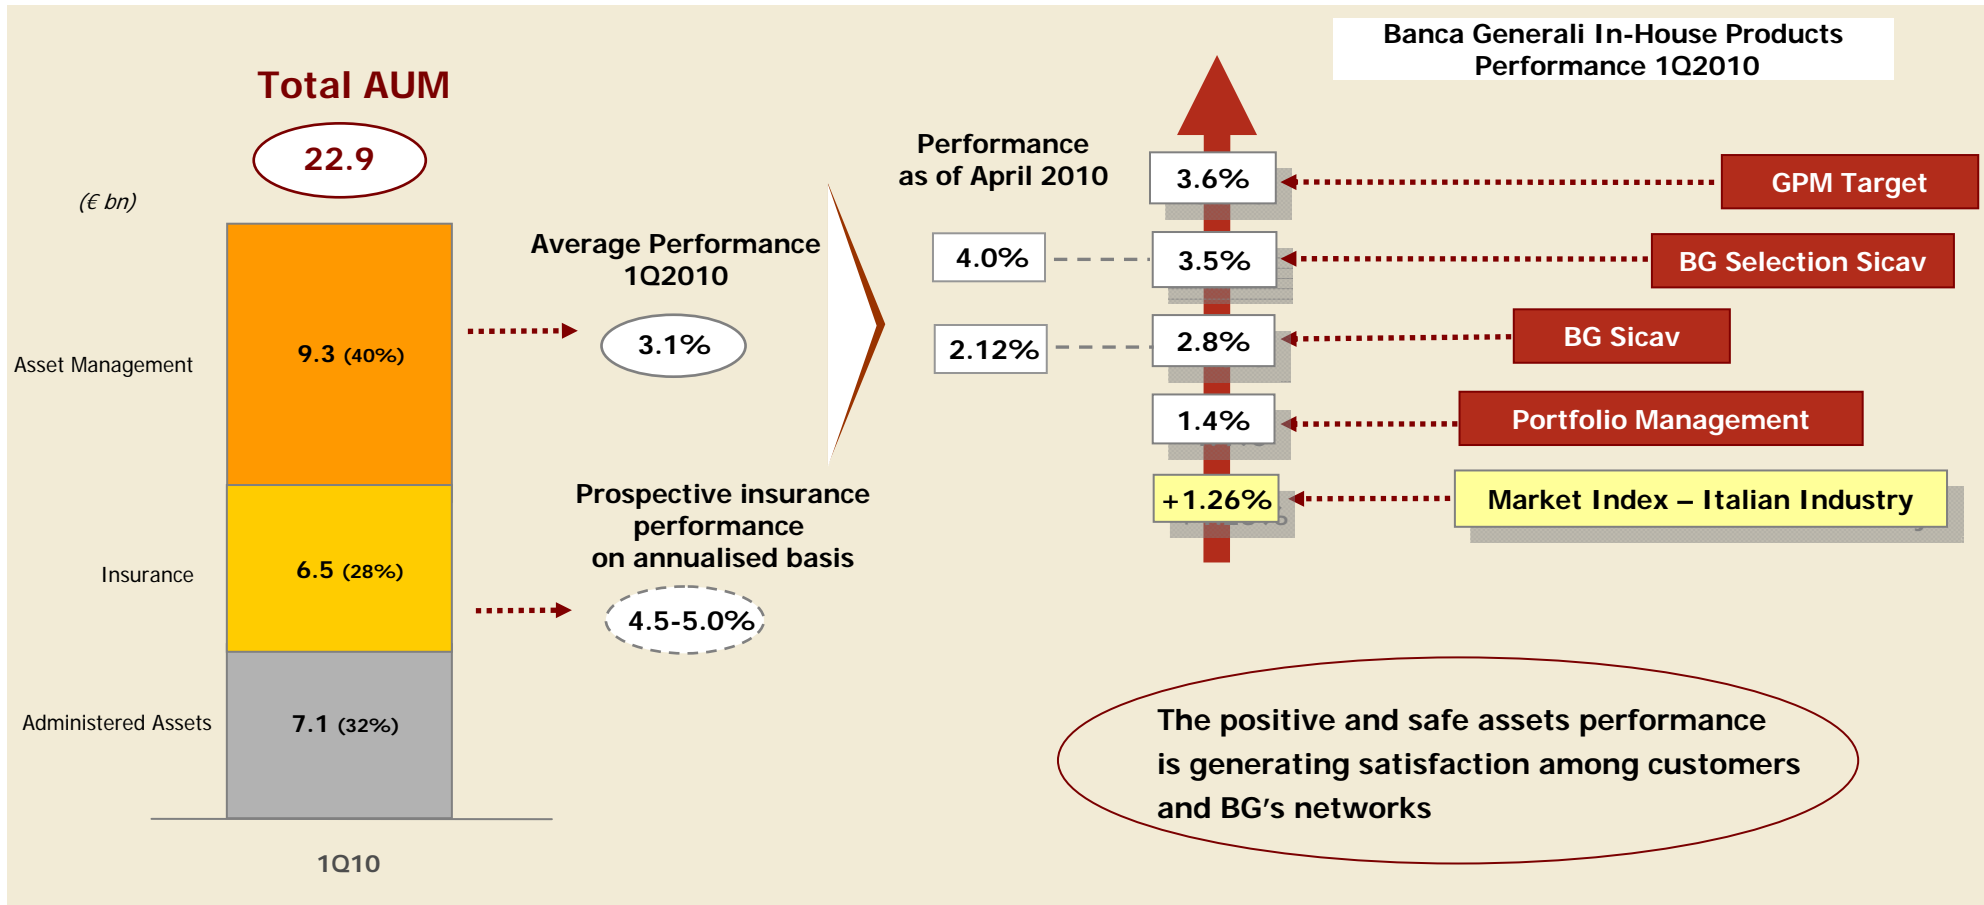 Banca Generali In-House Products
Performance 1Q2010
Total AUM
22.9
(€ bn)
Asset Management
9.3 (40%)
Insurance
6.5 (28%)
Administered Assets
7.1 (32%)
1Q10
Average Performance
1Q2010
3.1%
Prospective insurance
performance
on annualised basis
4.5-5.0%
Performance
as of April 2010
3.6%
GPM Target
4.0%
3.5%
BG Selection Sicav
2.12%
2.8%
BG Sicav
1.4%
Portfolio Management
+1.26%
Market Index – Italian Industry
The positive and safe assets performance
is generating satisfaction among customers
and BG's networks